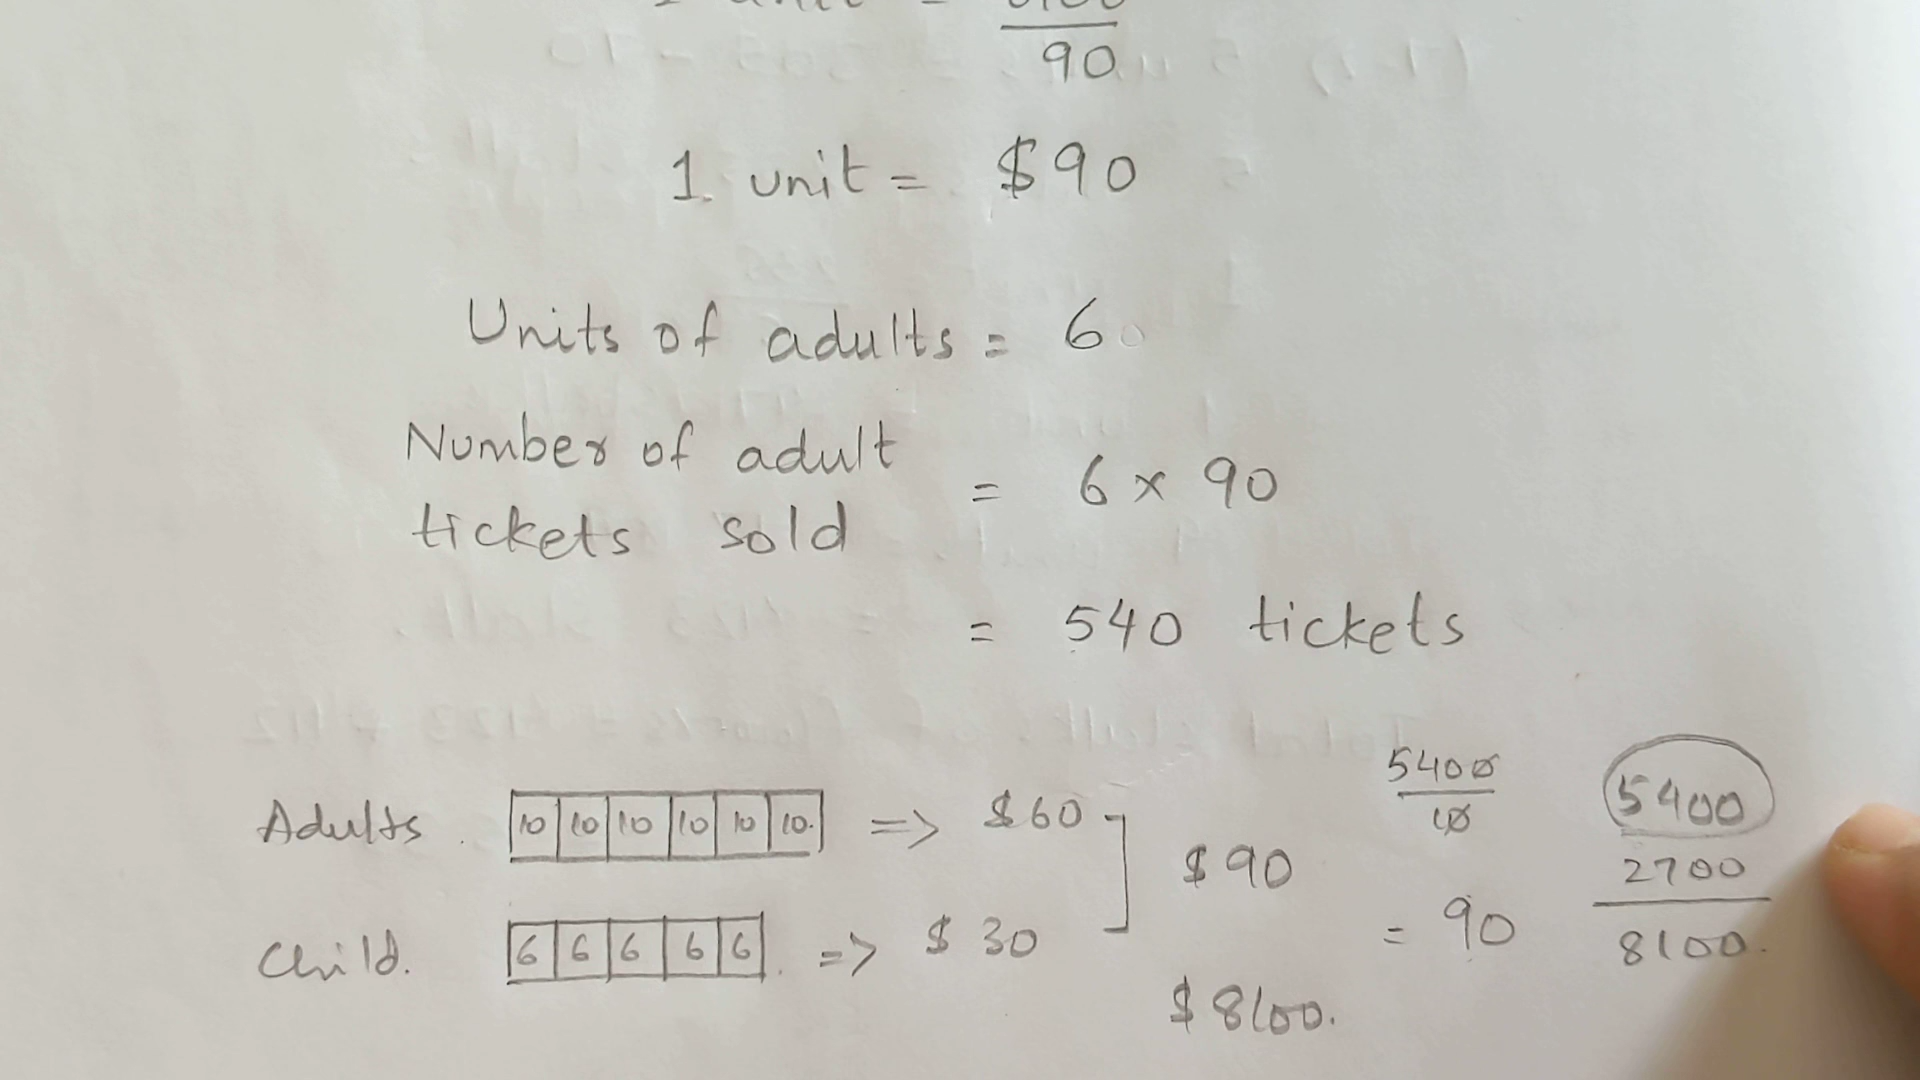 90
1 unit = $90
Units of adults = 6
Number of adult
tickets sold = 6 x 90
= 540 tickets
Adults 10 10 10 10 10 10. => $60
$90
Child. 6 6 6 6 6 => $30
$8100.
5400
10
= 90
5400
2700
8100.